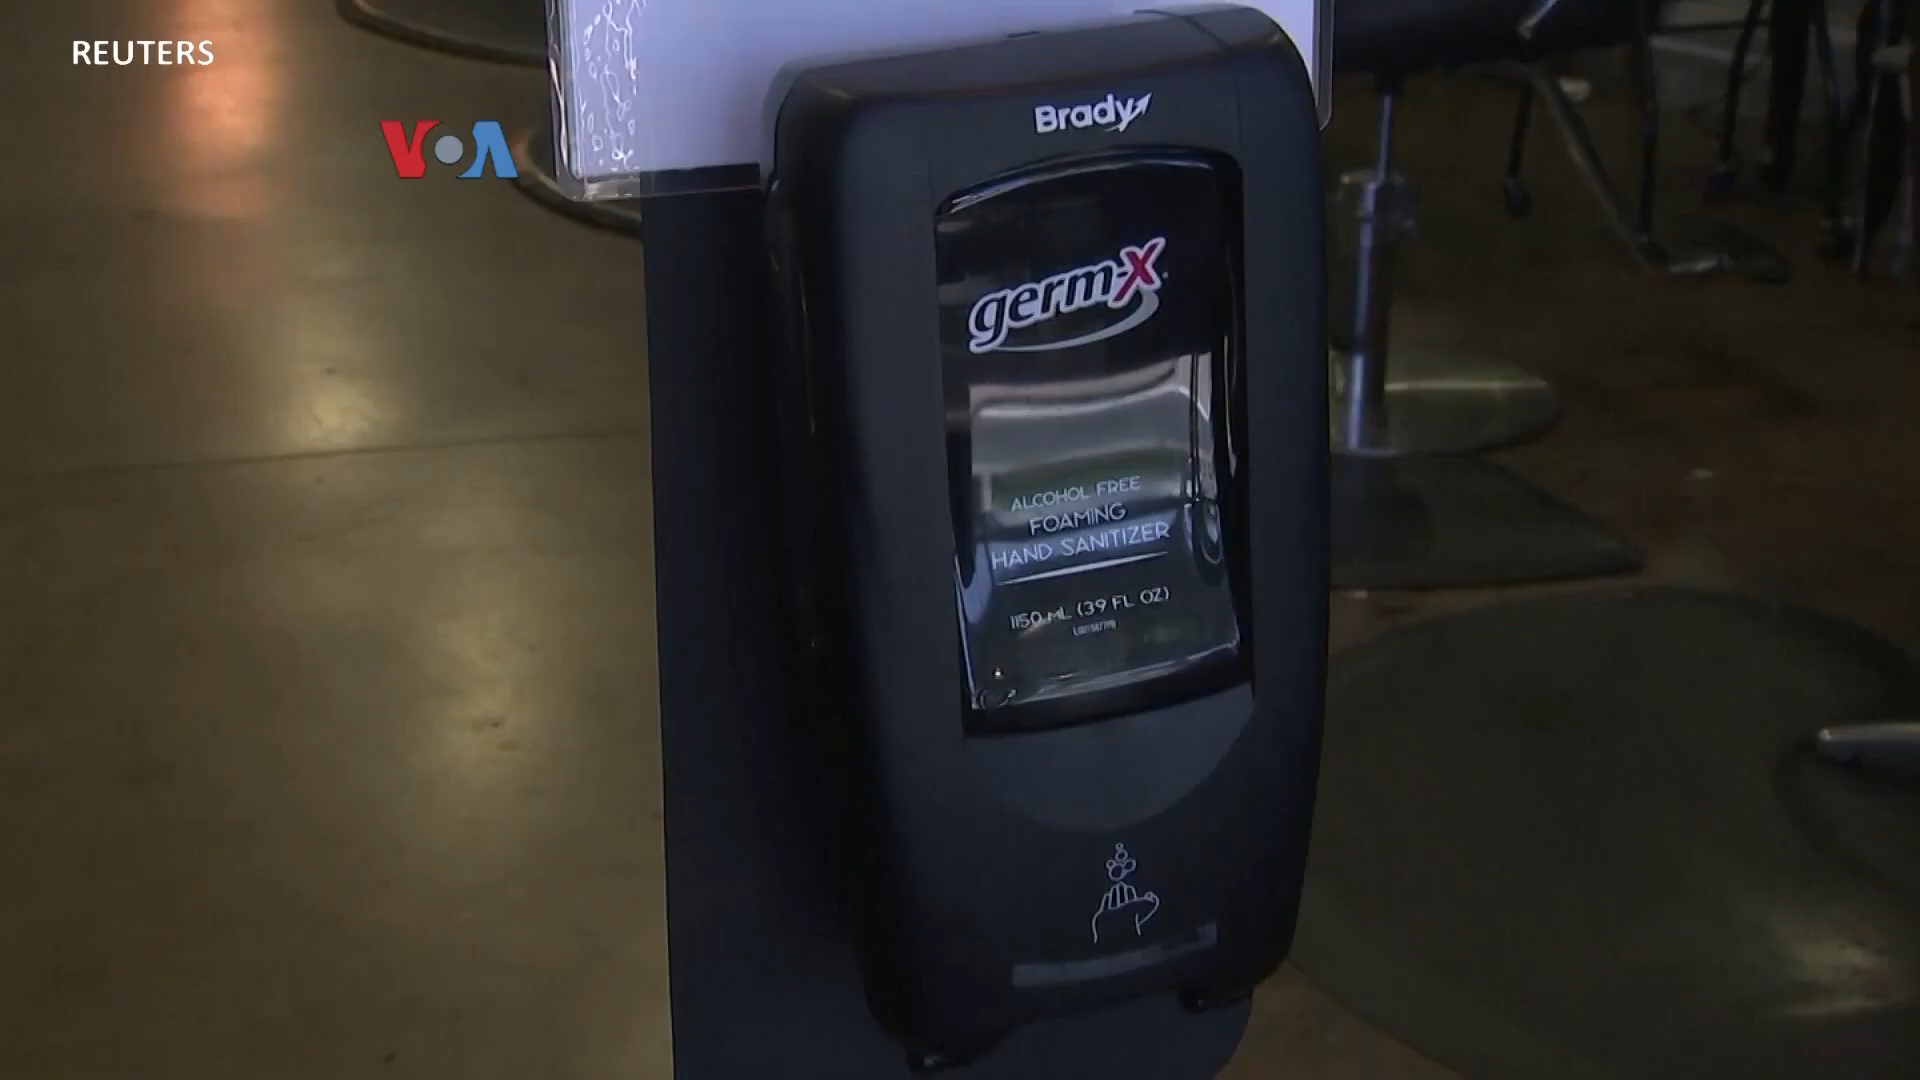 REUTERS
VOA
Brady
germ-x
ALCOHOL FREE
FOAMING
HAND SANITIZER
1150 mL (39 FL OZ)